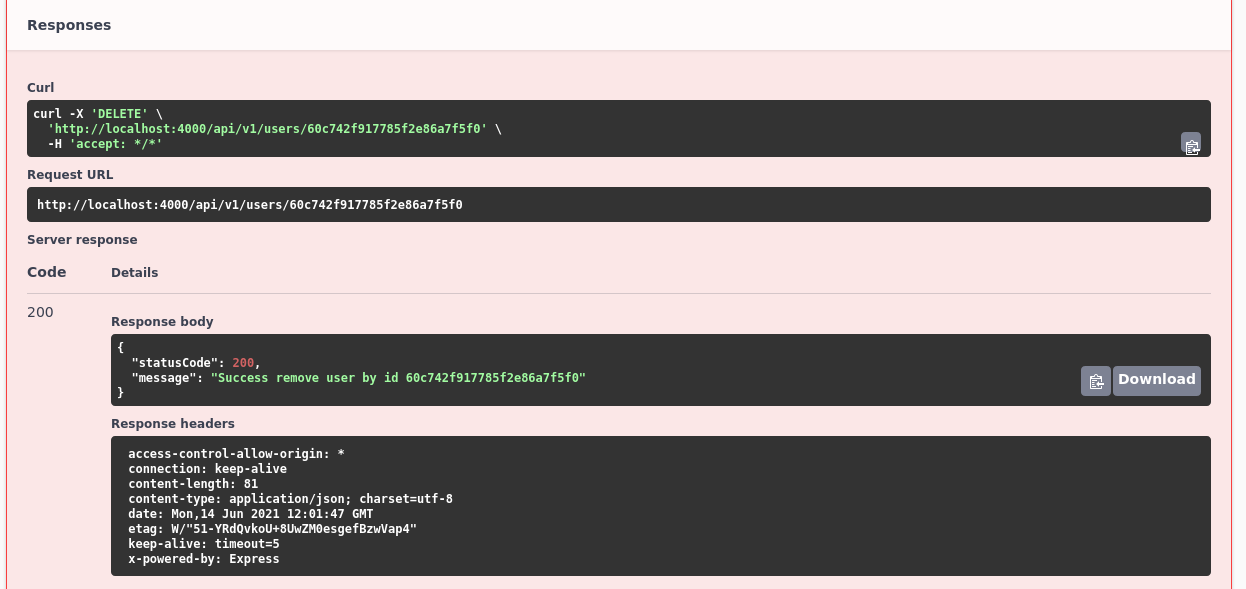 Responses
Curl
curl -X 'DELETE' \
  'http://localhost:4000/api/v1/users/60c742f917785f2e86a7f5f0' \
  -H 'accept: */*'
Request URL
http://localhost:4000/api/v1/users/60c742f917785f2e86a7f5f0
Server response
Code Details
200
Response body
{
  "statusCode": 200,
  "message": "Success remove user by id 60c742f917785f2e86a7f5f0"
}
Download
Response headers
access-control-allow-origin: *
connection: keep-alive
content-length: 81
content-type: application/json; charset=utf-8
date: Mon,14 Jun 2021 12:01:47 GMT
etag: W/"51-YRdQvkoU+8UwZM0esgefBzwVap4"
keep-alive: timeout=5
x-powered-by: Express